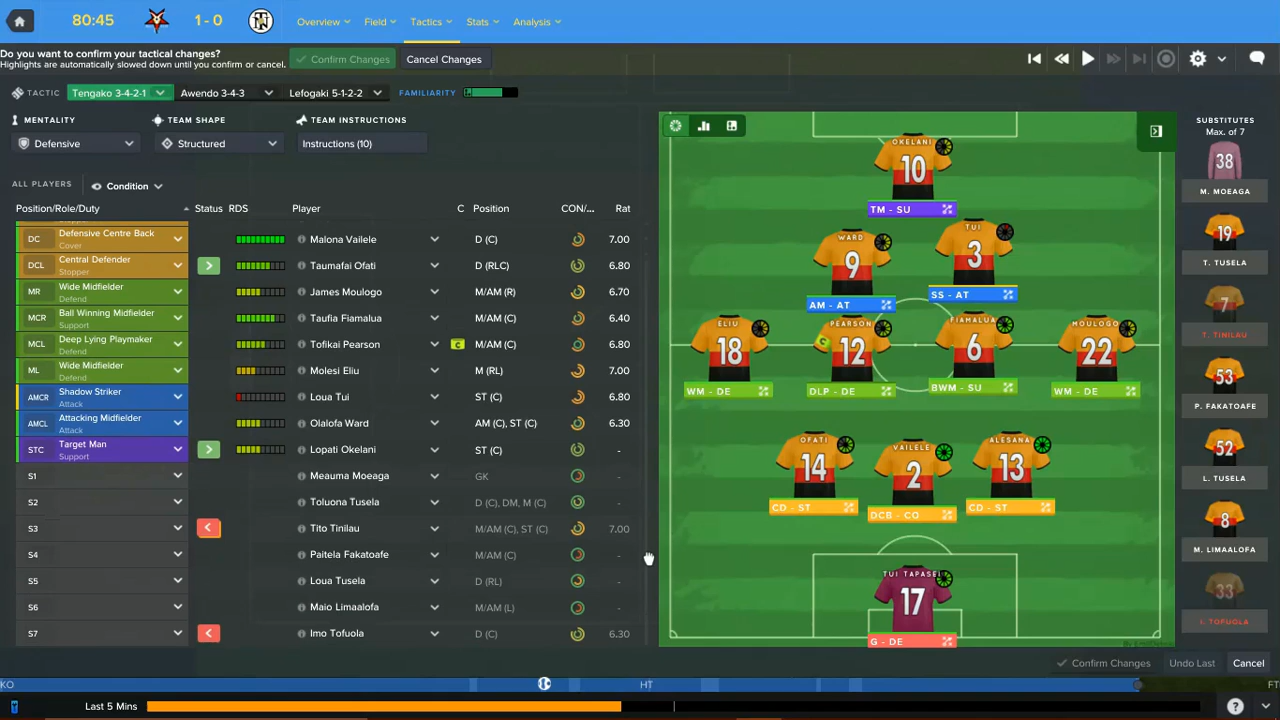 80:45
1 - 0
Overview
Field
Tactics
Stats
Analysis
Do you want to confirm your tactical changes?
Highlights are automatically slowed down until you confirm or cancel.
Confirm Changes
Cancel Changes
TACTIC
Tengako 3-4-2-1
Awendo 3-4-3
Lefogaki 5-1-2-2
FAMILIARITY
MENTALITY
TEAM SHAPE
TEAM INSTRUCTIONS
Defensive
Structured
Instructions (10)
ALL PLAYERS
Condition
Position/Role/Duty Status RDS Player C Position CON/... Rat
DC Defensive Centre Back Cover Malona Vailele D (C) 7.00
DCL Central Defender Stopper Taumafai Ofati D (RLC) 6.80
MR Wide Midfielder Defend James Moulogo M/AM (R) 6.70
MCR Ball Winning Midfielder Support Taufia Fiamalua M/AM (C) 6.40
MCL Deep Lying Playmaker Defend Tofikai Pearson C M/AM (C) 6.80
ML Wide Midfielder Defend Molesi Eliu M (RL) 7.00
AMCR Shadow Striker Attack Loua Tui ST (C) 6.80
AMCL Attacking Midfielder Attack Olalofa Ward AM (C), ST (C) 6.30
STC Target Man Support Lopati Okelani ST (C) -
S1 Meauma Moeaga GK -
S2 Toluona Tusela D (C), DM, M (C) -
S3 Tito Tinilau M/AM (C), ST (C) 7.00
S4 Paitela Fakatoafe M/AM (C) -
S5 Loua Tusela D (RL) -
S6 Maio Limaalofa M/AM (L) -
S7 Imo Tofuola D (C) 6.30
OKELANI
10
TM - SU
WARD
9
AM - AT
TUI
3
SS - AT
ELIU
18
WM - DE
PEARSON
12
DLP - DE
FIAMALUA
6
BWM - SU
MOULOGO
22
WM - DE
OFATI
14
CD - ST
VAILELE
2
DCB - CO
ALESANA
13
CD - ST
TUI TAPASEI
17
G - DE
SUBSTITUTES
Max. of 7
38
M. MOEAGA
19
T. TUSELA
7
T. TINILAU
53
P. FAKATOAFE
52
L. TUSELA
8
M. LIMAALOFA
33
I. TOFUOLA
Confirm Changes
Undo Last
Cancel
KO
HT
FT
Last 5 Mins